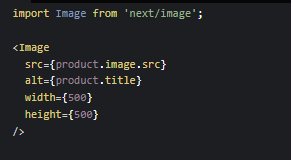 import Image from 'next/image';
<Image
src={product.image.src}
alt={product.title}
width={500}
height={500}
/>